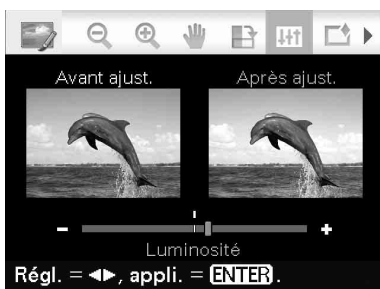 Avant ajust. Après ajust.
- +
Luminosité
Régl. = ◄►, appli. = ENTER.